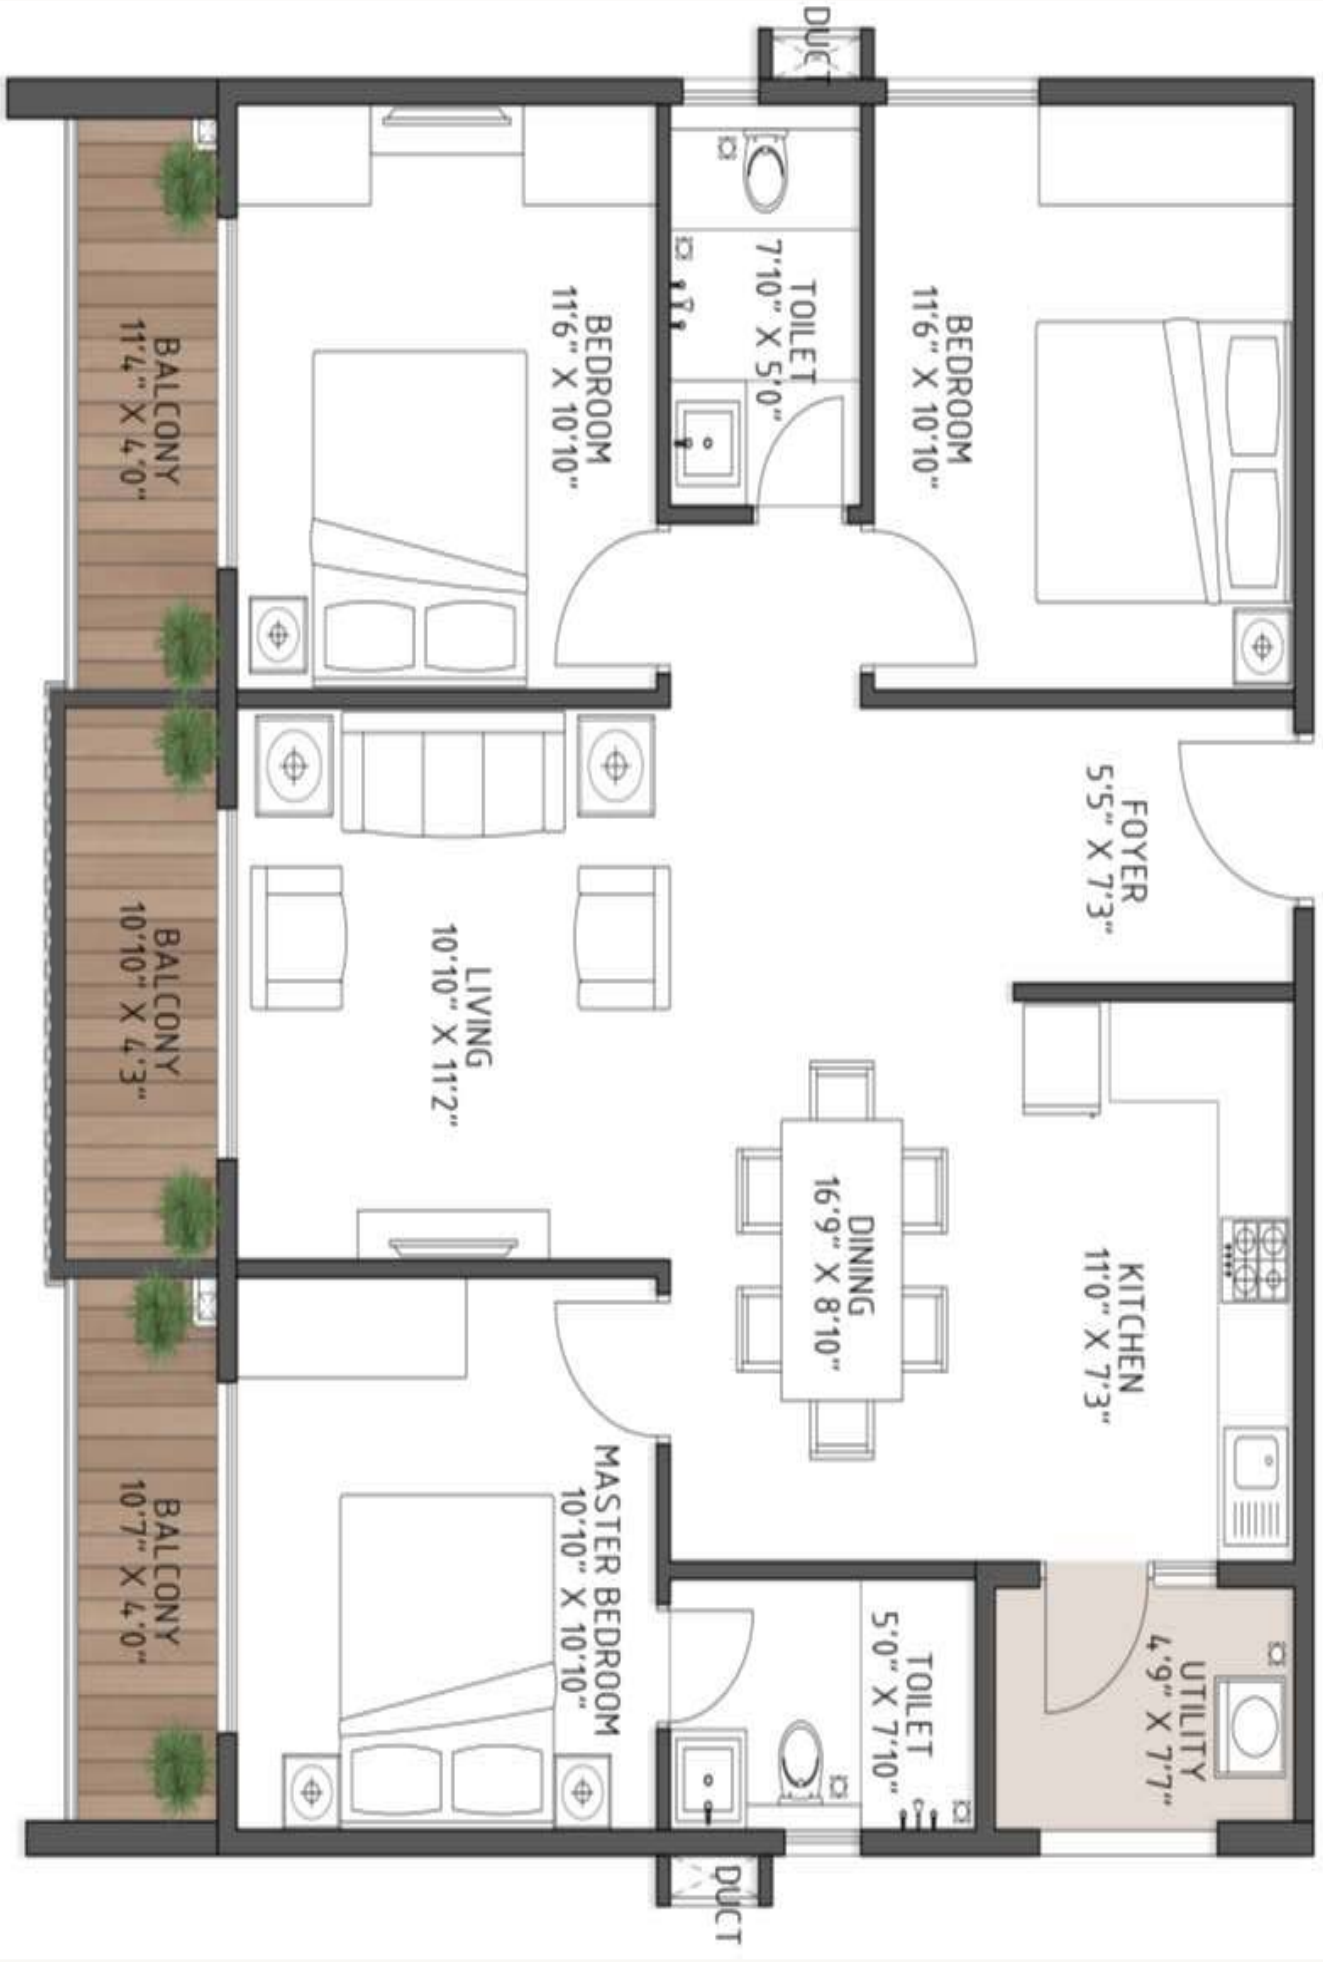 DUCT
BEDROOM
11'6" X 10'10"
TOILET
7'10" X 5'0"
BEDROOM
11'6" X 10'10"
BALCONY
11'4" X 4'0"
FOYER
5'5" X 7'3"
LIVING
10'10" X 11'2"
BALCONY
10'10" X 4'3"
KITCHEN
11'0" X 7'3"
DINING
16'9" X 8'10"
UTILITY
4'9" X 7'7"
TOILET
5'0" X 7'10"
MASTER BEDROOM
10'10" X 10'10"
BALCONY
10'7" X 4'0"
DUCT